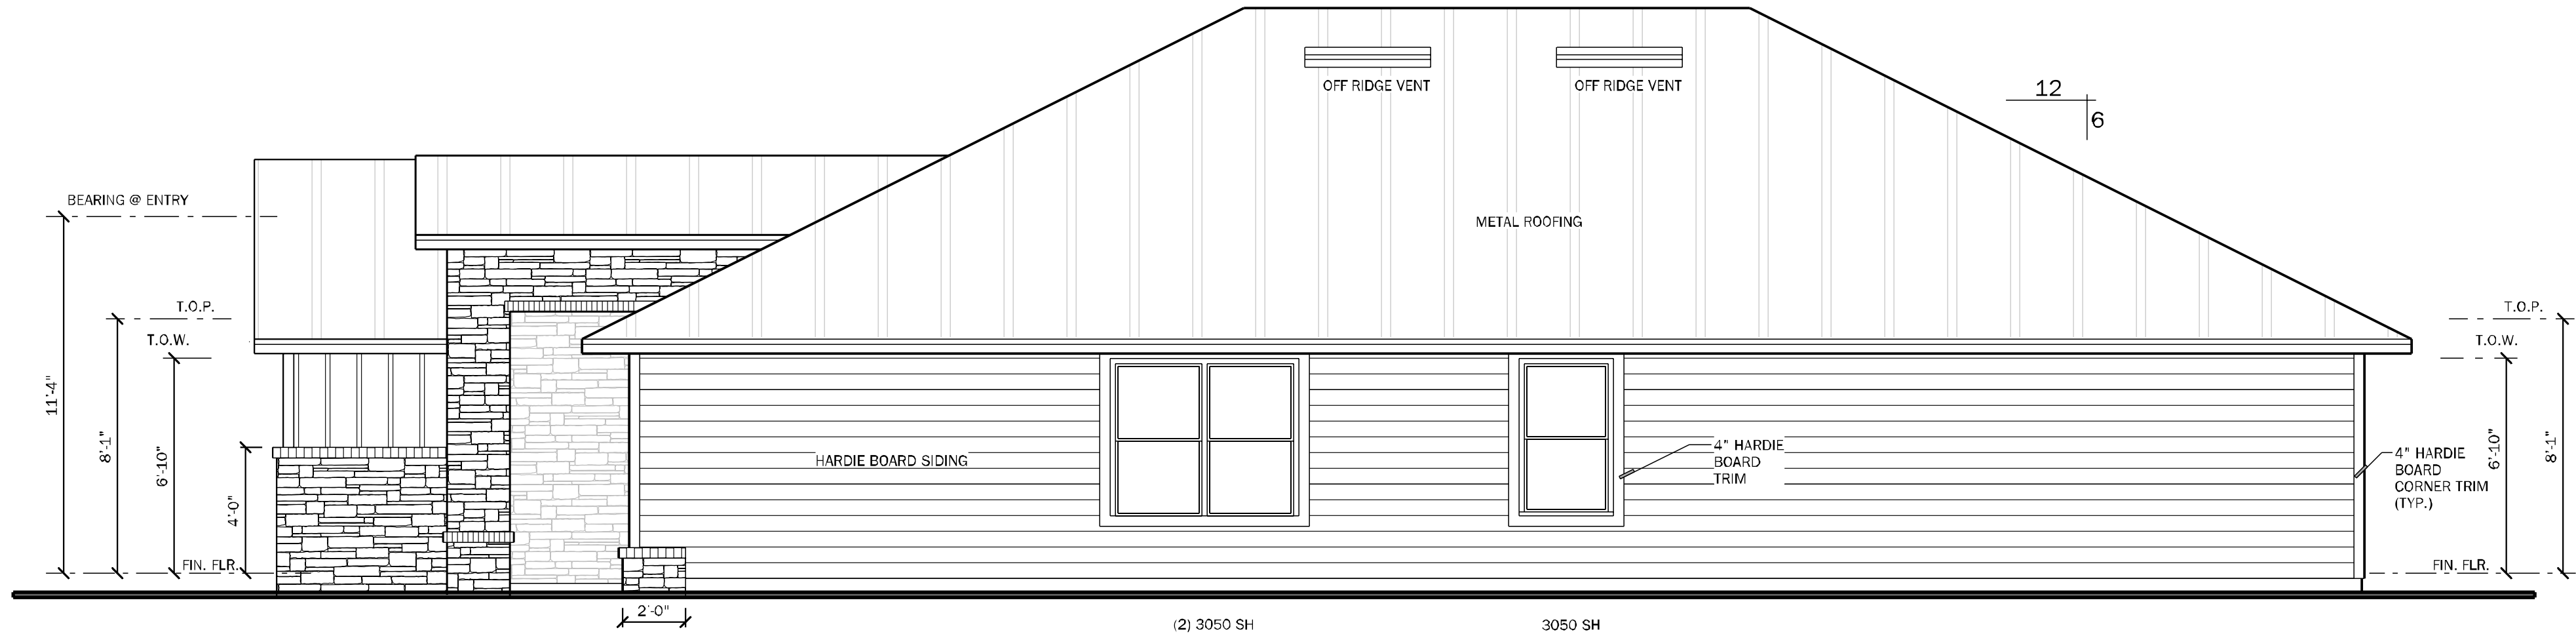 OFF RIDGE VENT
OFF RIDGE VENT
12
6
BEARING @ ENTRY
METAL ROOFING
T.O.P.
T.O.P.
T.O.W.
T.O.W.
11'-4"
8'-1"
6'-10"
4'-0"
HARDIE BOARD SIDING
4" HARDIE
BOARD
TRIM
4" HARDIE
BOARD
CORNER TRIM
(TYP.)
6'-10"
8'-1"
FIN. FLR.
FIN. FLR.
2'-0"
(2) 3050 SH
3050 SH